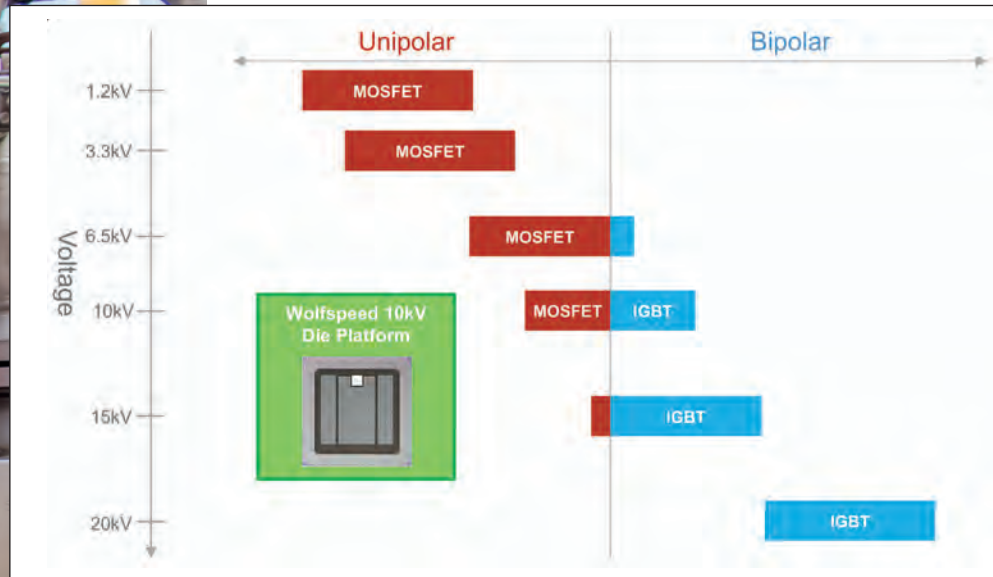 Unipolar
Bipolar
1.2kV
MOSFET
3.3kV
MOSFET
6.5kV
MOSFET
Voltage
10kV
MOSFET
IGBT
Wolfspeed 10kV
Die Platform
15kV
IGBT
20kV
IGBT